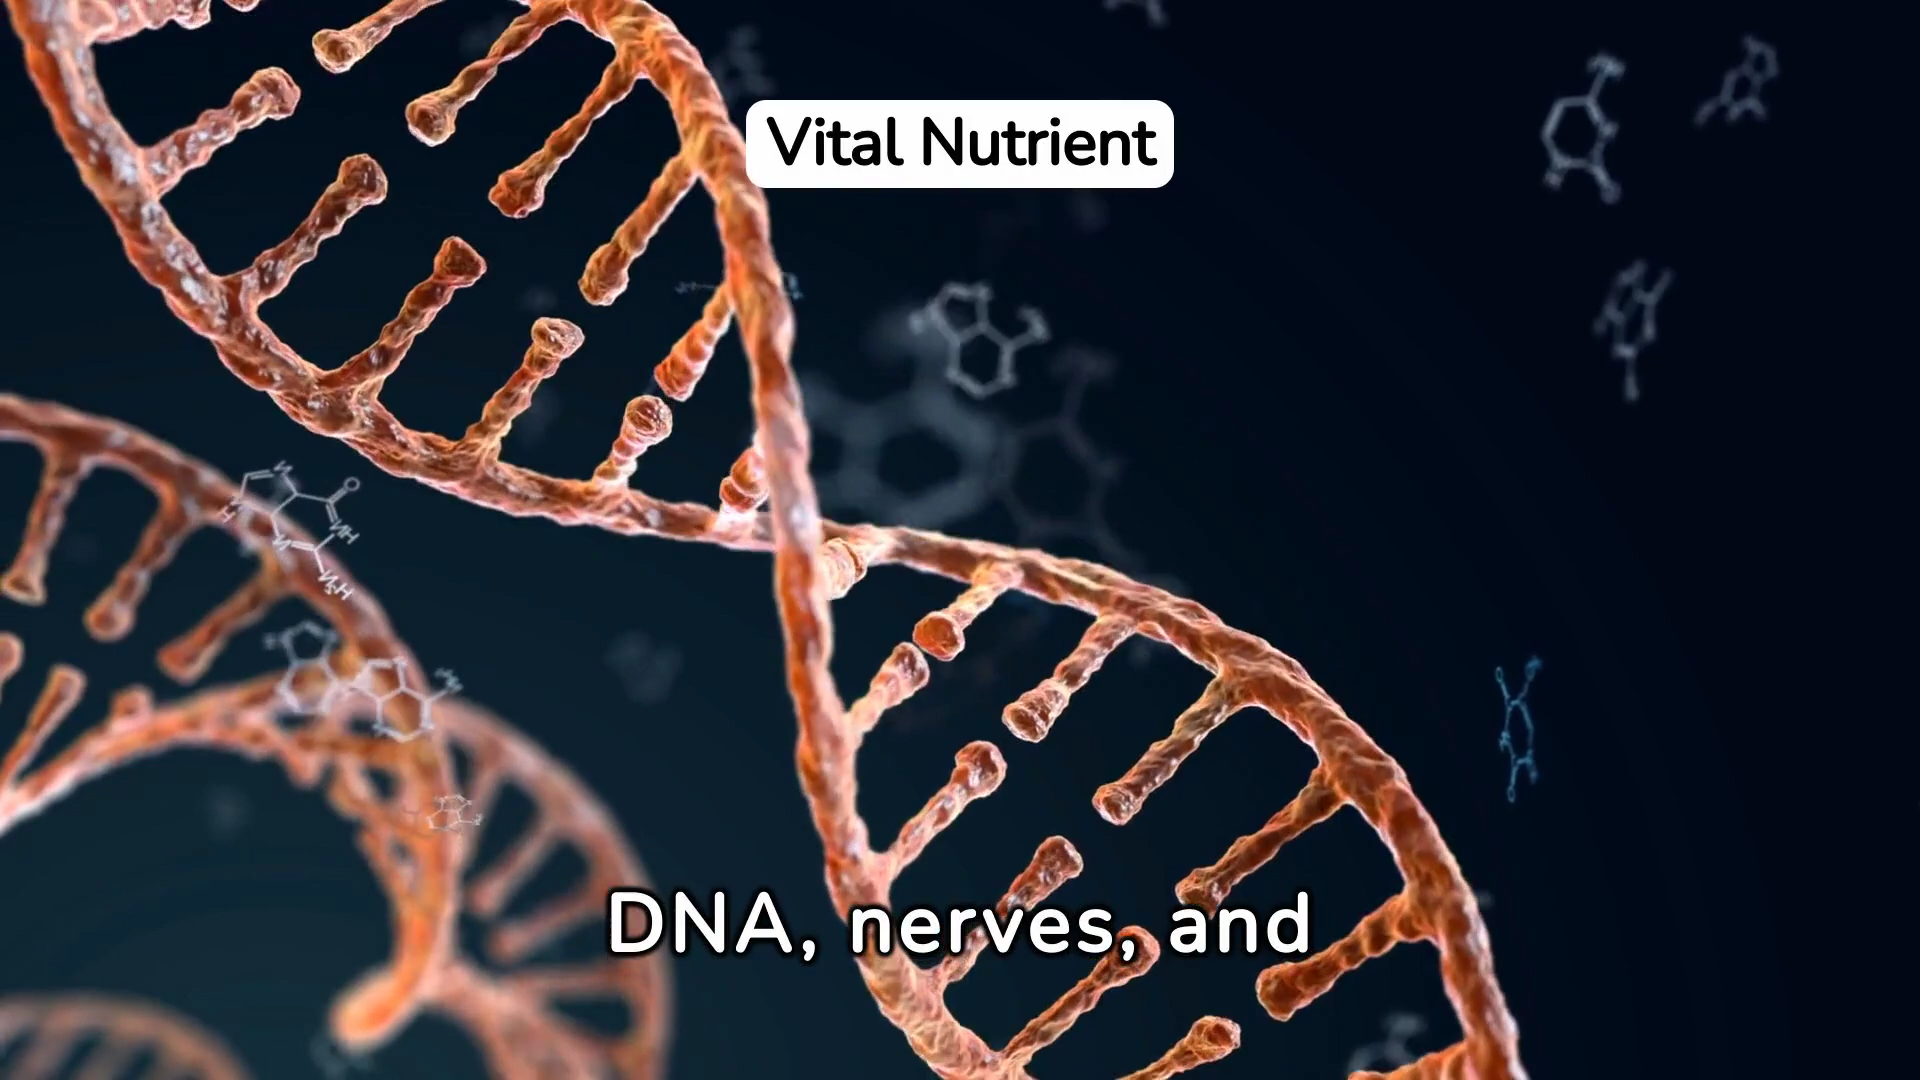 Vital Nutrient
DNA, nerves, and